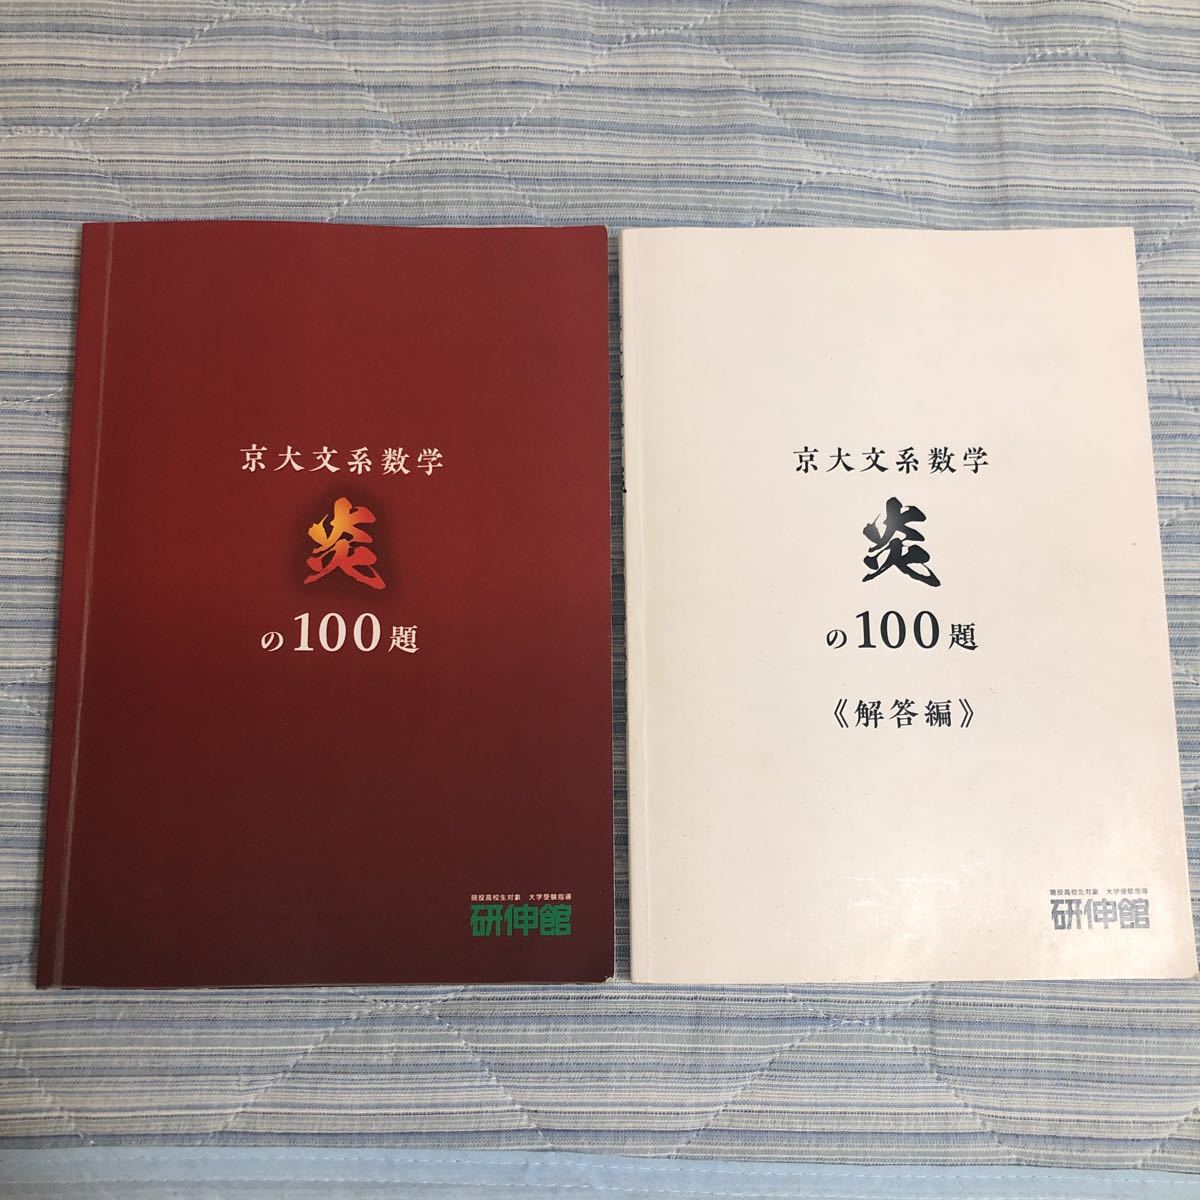 京大文系数学
炎
の100題
現役高校生対象 大学受験指導
研伸館
京大文系数学
炎
の100題
《解答編》
現役高校生対象 大学受験指導
研伸館